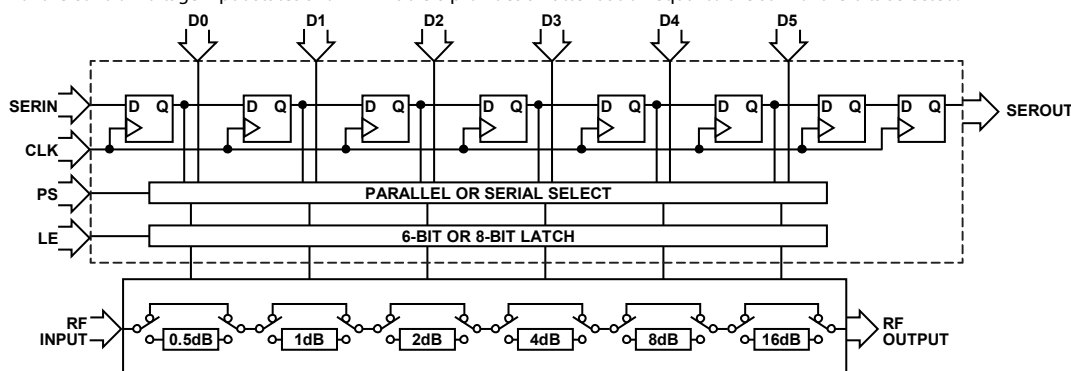 D0 D1 D2 D3 D4 D5
D Q D Q D Q D Q D Q D Q D Q D Q
SERIN
SEROUT
CLK
PS
PARALLEL OR SERIAL SELECT
LE
6-BIT OR 8-BIT LATCH
RF
INPUT
0.5dB 1dB 2dB 4dB 8dB 16dB
RF
OUTPUT